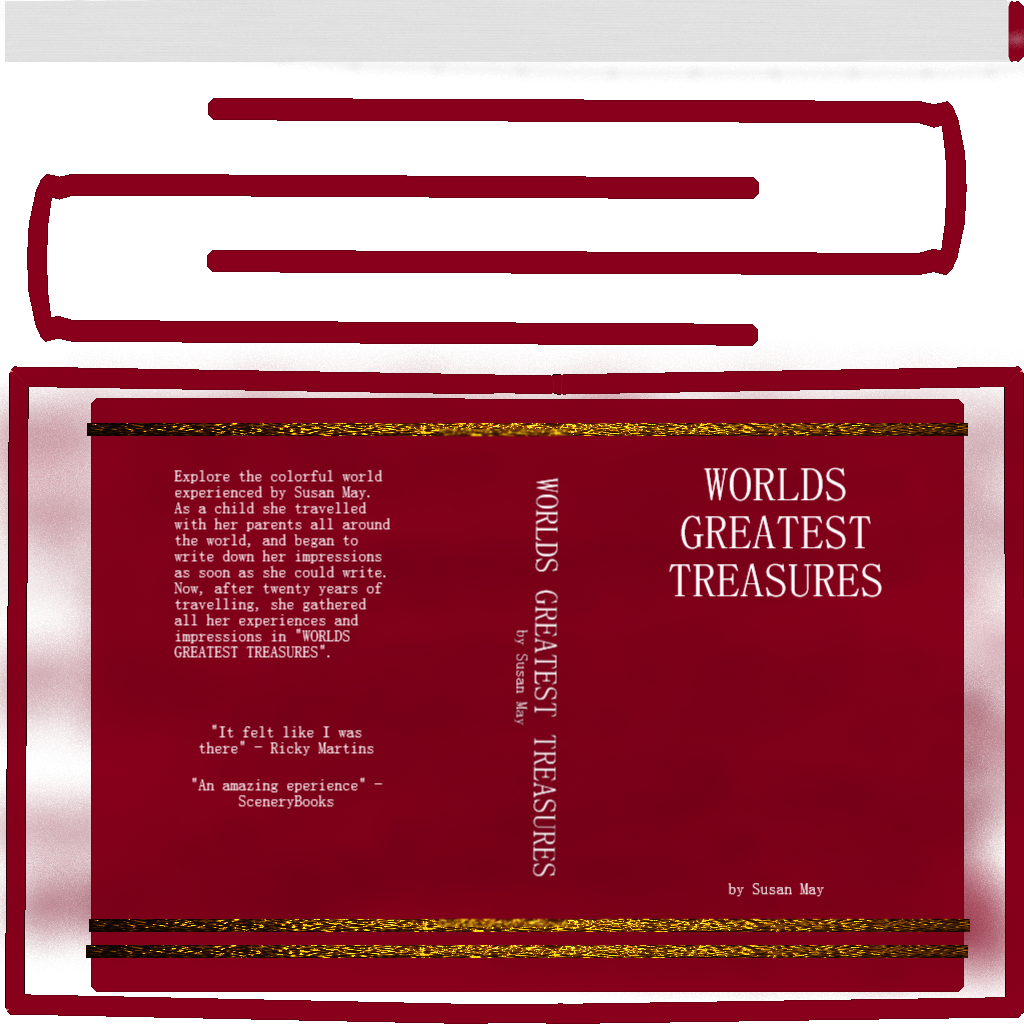 Explore the colorful world
experienced by Susan May.
As a child she travelled
with her parents all around
the world, and began to
write down her impressions
as soon as she could write.
Now, after twenty years of
travelling, she gathered
all her experiences and
impressions in "WORLDS
GREATEST TREASURES".
"It felt like I was
there" - Ricky Martins
"An amazing eperience" -
SceneryBooks
WORLDS GREATEST TREASURES
by Susan May
WORLDS
GREATEST
TREASURES
by Susan May